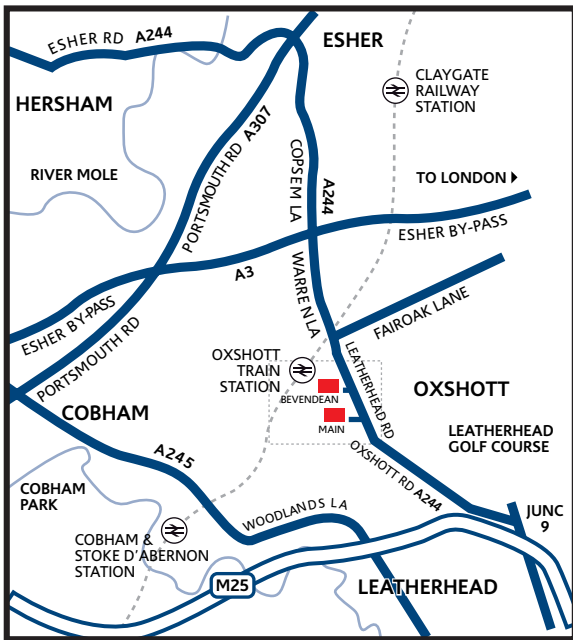 ESHER RD A244
ESHER
CLAYGATE
RAILWAY
STATION
HERSHAM
PORTSMOUTH RD A307
COPSEM LA
A244
RIVER MOLE
TO LONDON
ESHER BY-PASS
A3
WARREN LA
ESHER BY-PASS
PORTSMOUTH RD
FAIROAK LANE
OXSHOTT
TRAIN
STATION
LEATHERHEAD RD
BEVENDEAN
MAIN
OXSHOTT
COBHAM
LEATHERHEAD
GOLF COURSE
A245
OXSHOTT RD A244
COBHAM
PARK
WOODLANDS LA
JUNC
9
COBHAM &
STOKE D'ABERNON
STATION
M25
LEATHERHEAD